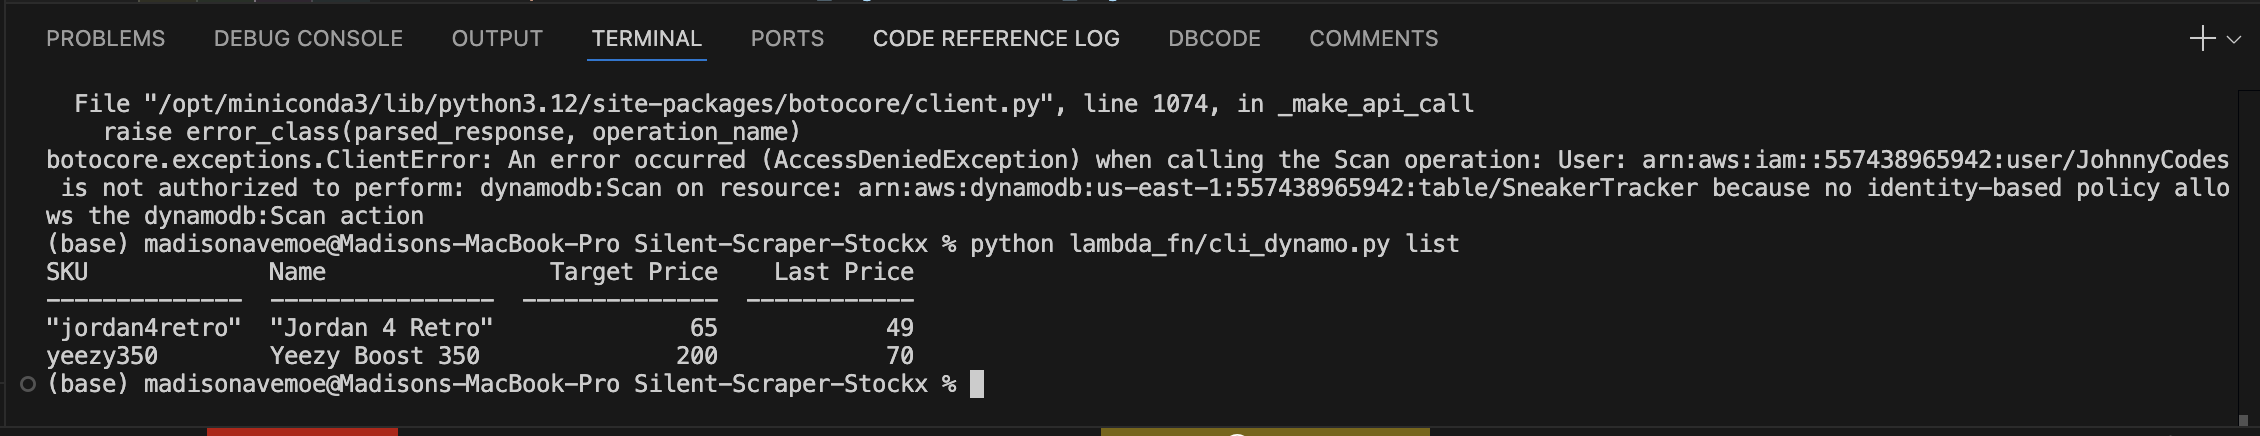 PROBLEMS DEBUG CONSOLE OUTPUT TERMINAL PORTS CODE REFERENCE LOG DBCODE COMMENTS
File "/opt/miniconda3/lib/python3.12/site-packages/botocore/client.py", line 1074, in _make_api_call
raise error_class(parsed_response, operation_name)
botocore.exceptions.ClientError: An error occurred (AccessDeniedException) when calling the Scan operation: User: arn:aws:iam::557438965942:user/JohnnyCodes
is not authorized to perform: dynamodb:Scan on resource: arn:aws:dynamodb:us-east-1:557438965942:table/SneakerTracker because no identity-based policy allo
ws the dynamodb:Scan action
(base) madisonavemoe@Madisons-MacBook-Pro Silent-Scraper-Stockx % python lambda_fn/cli_dynamo.py list
SKU Name Target Price Last Price
-------------- ---------------- -------------- ------------
"jordan4retro" "Jordan 4 Retro" 65 49
yeezy350 Yeezy Boost 350 200 70
(base) madisonavemoe@Madisons-MacBook-Pro Silent-Scraper-Stockx %